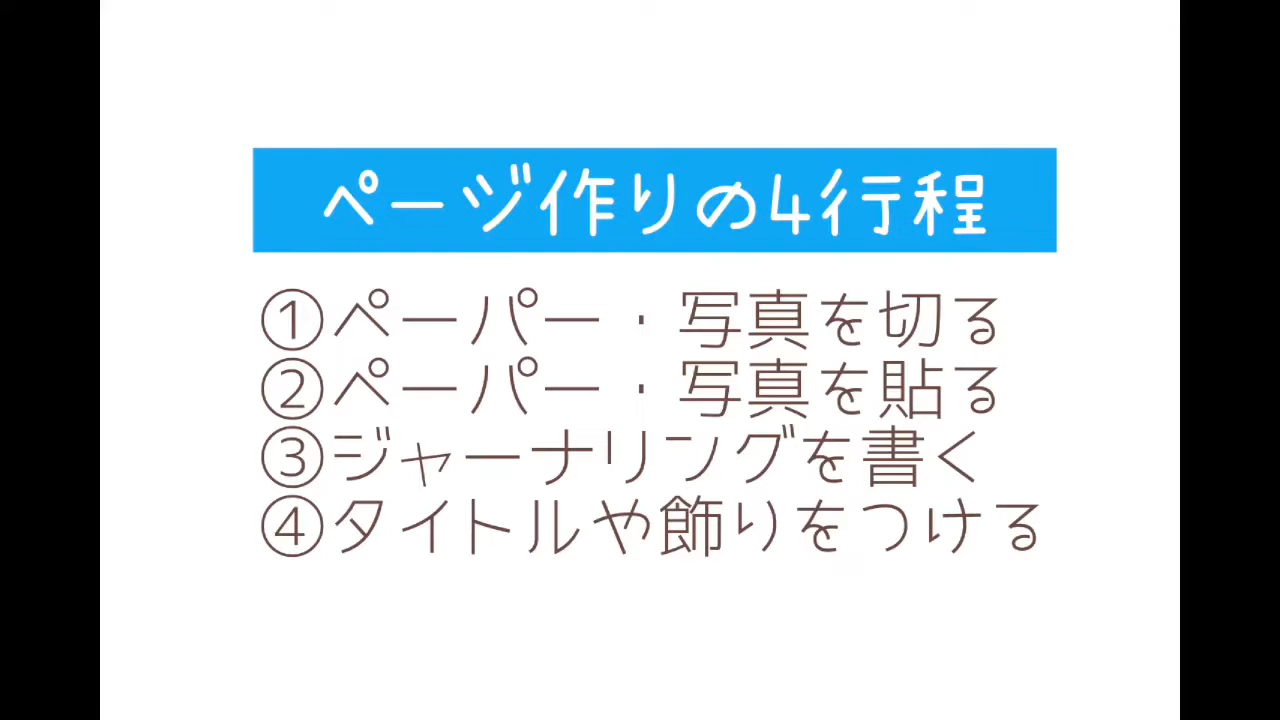 ページ作りの4行程
①ペーパー・写真を切る
②ペーパー・写真を貼る
③ジャーナリングを書く
④タイトルや飾りをつける